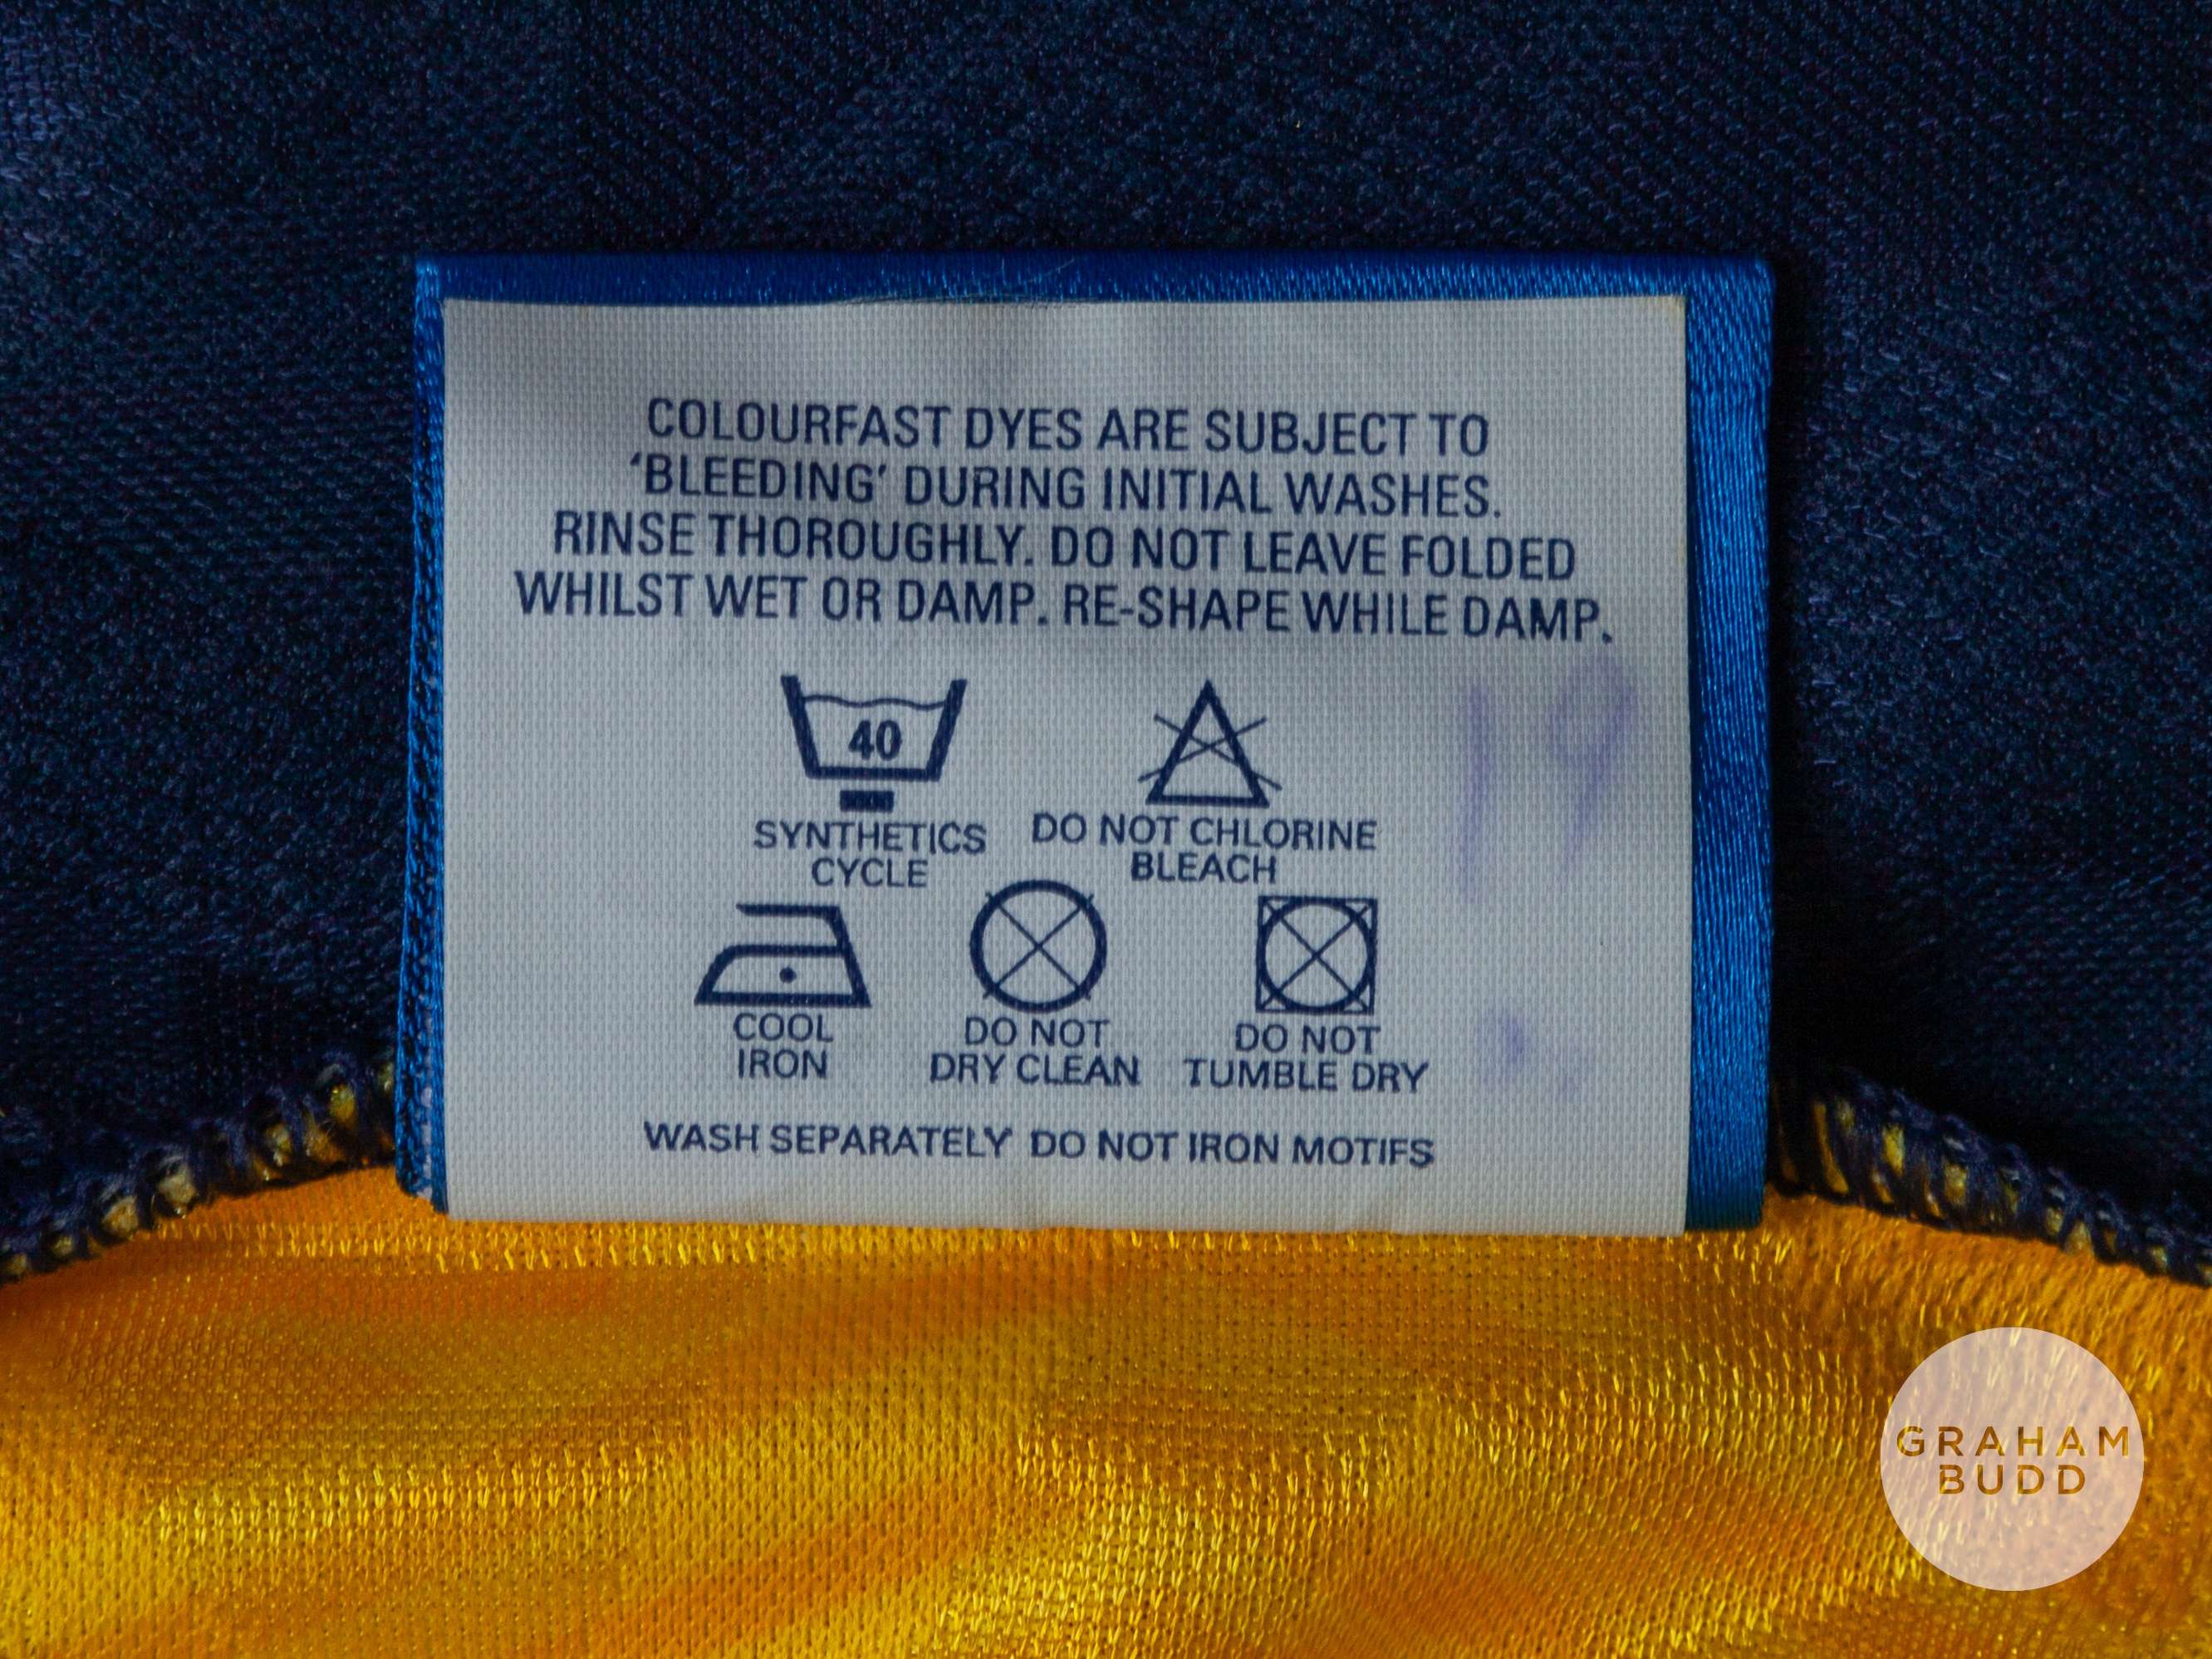 COLOURFAST DYES ARE SUBJECT TO
‘BLEEDING’ DURING INITIAL WASHES.
RINSE THOROUGHLY. DO NOT LEAVE FOLDED
WHILST WET OR DAMP. RE-SHAPE WHILE DAMP.
40
SYNTHETICS
CYCLE
DO NOT CHLORINE
BLEACH
19
COOL
IRON
DO NOT
DRY CLEAN
DO NOT
TUMBLE DRY
WASH SEPARATELY DO NOT IRON MOTIFS
GRAHAM
BUDD